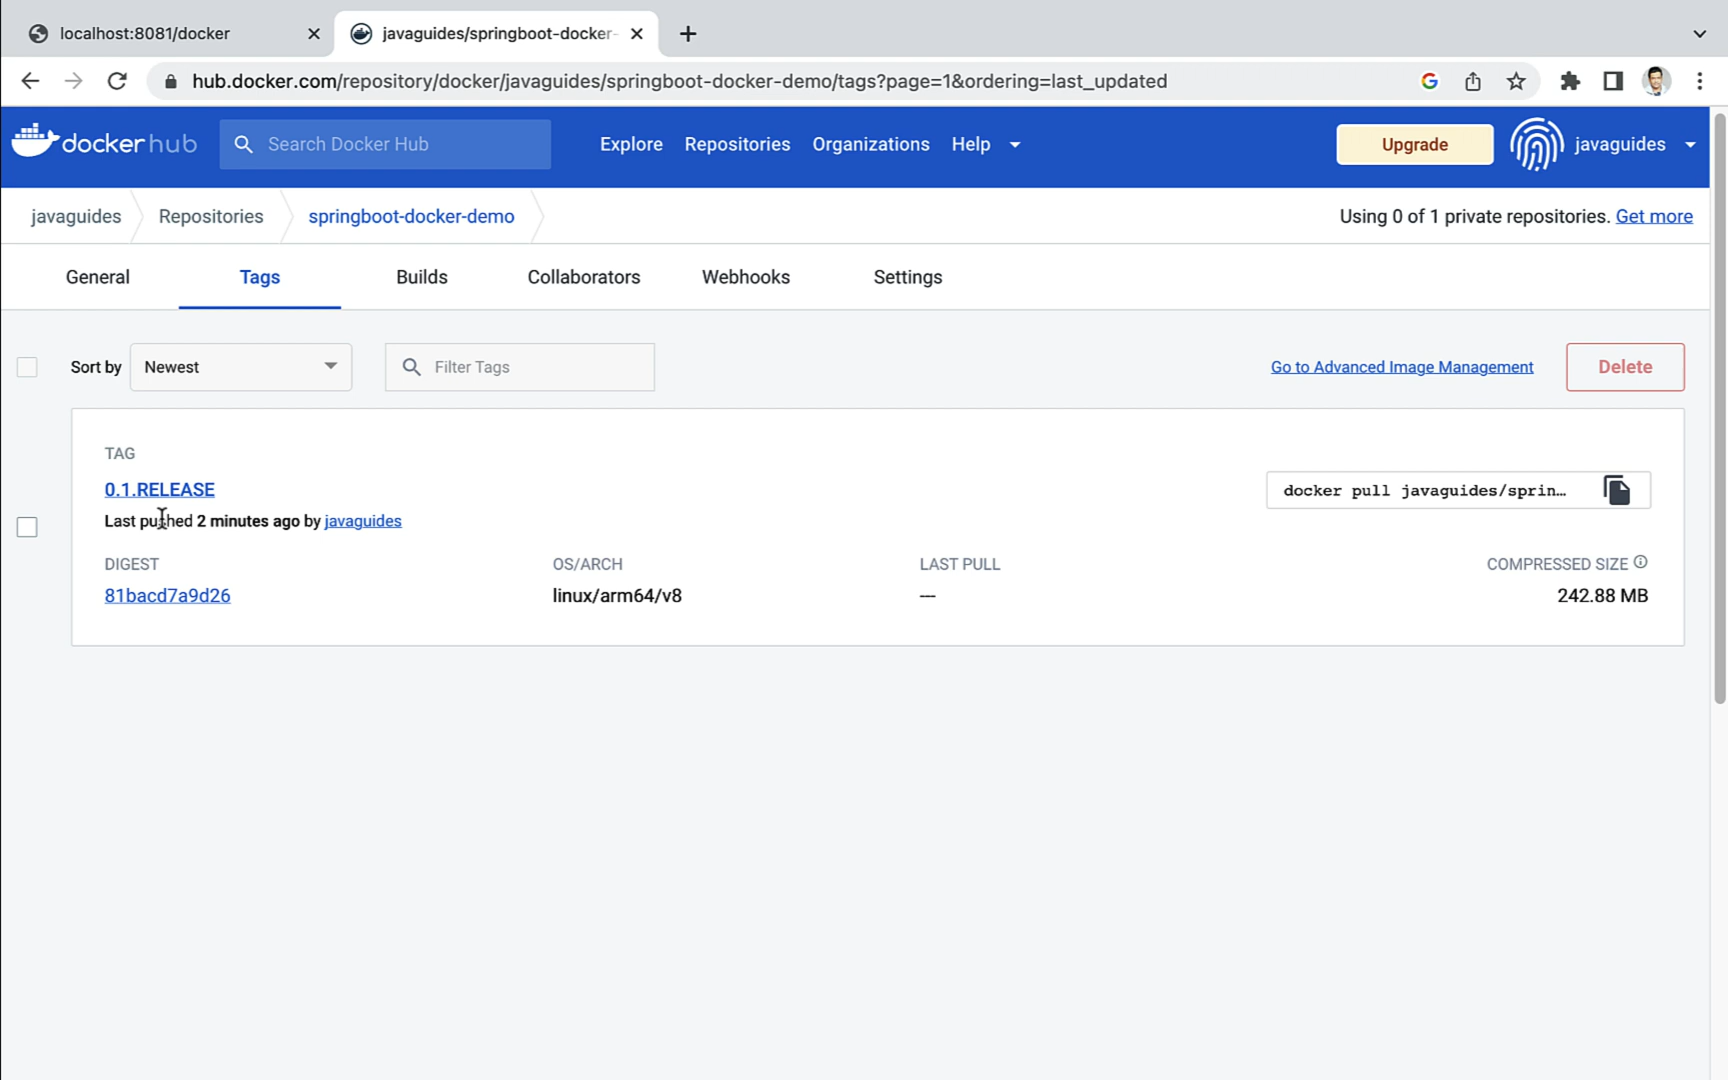 localhost:8081/docker
javaguides/springboot-docker-
hub.docker.com/repository/docker/javaguides/springboot-docker-demo/tags?page=1&ordering=last_updated
dockerhub
Search Docker Hub
Explore
Repositories
Organizations
Help
Upgrade
javaguides
javaguides
Repositories
springboot-docker-demo
Using 0 of 1 private repositories. Get more
General
Tags
Builds
Collaborators
Webhooks
Settings
Sort by
Newest
Filter Tags
Go to Advanced Image Management
Delete
TAG
0.1.RELEASE
docker pull javaguides/sprin…
Last pushed 2 minutes ago by javaguides
DIGEST
OS/ARCH
LAST PULL
COMPRESSED SIZE
81bacd7a9d26
linux/arm64/v8
---
242.88 MB